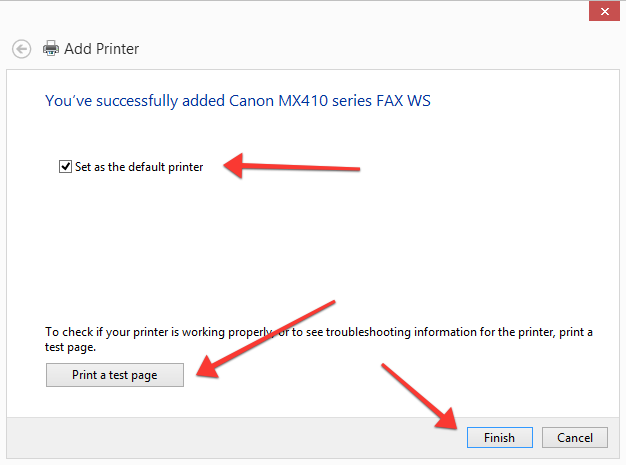 Add Printer
You've successfully added Canon MX410 series FAX WS
Set as the default printer
To check if your printer is working properly, or to see troubleshooting information for the printer, print a
test page.
Print a test page
Finish
Cancel